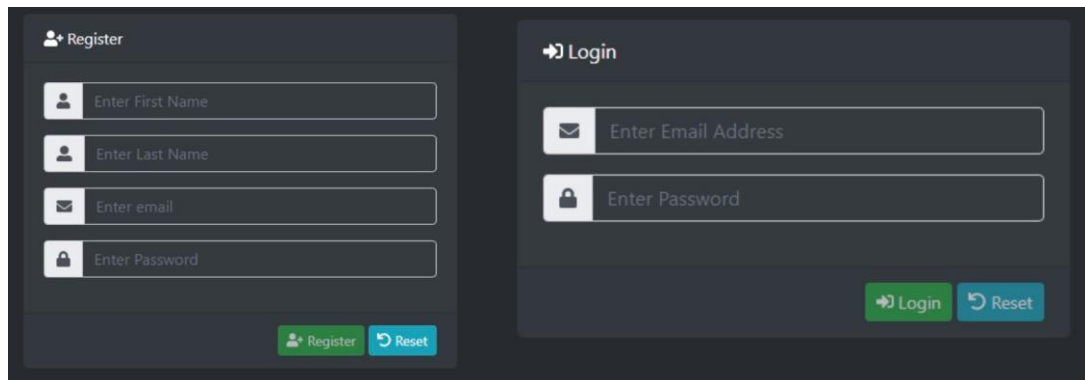 Register
Enter First Name
Enter Last Name
Enter email
Enter Password
Register Reset
Login
Enter Email Address
Enter Password
Login Reset